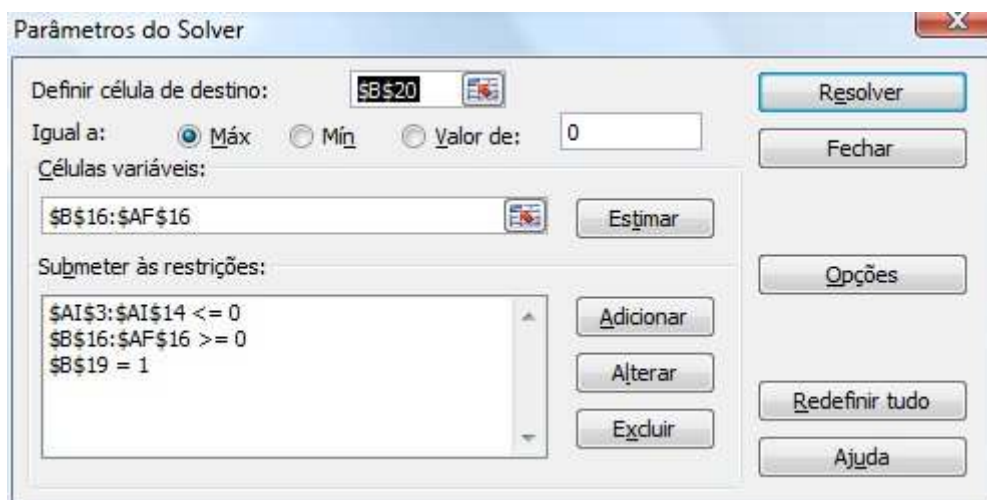 Parâmetros do Solver
Definir célula de destino: $B$20
Resolver
Igual a: Máx Mín Valor de: 0
Fechar
Células variáveis:
$B$16:$AF$16
Estimar
Submeter às restrições:
Opções
$AI$3:$AI$14 <= 0
Adicionar
$B$16:$AF$16 >= 0
$B$19 = 1
Alterar
Redefinir tudo
Excluir
Ajuda